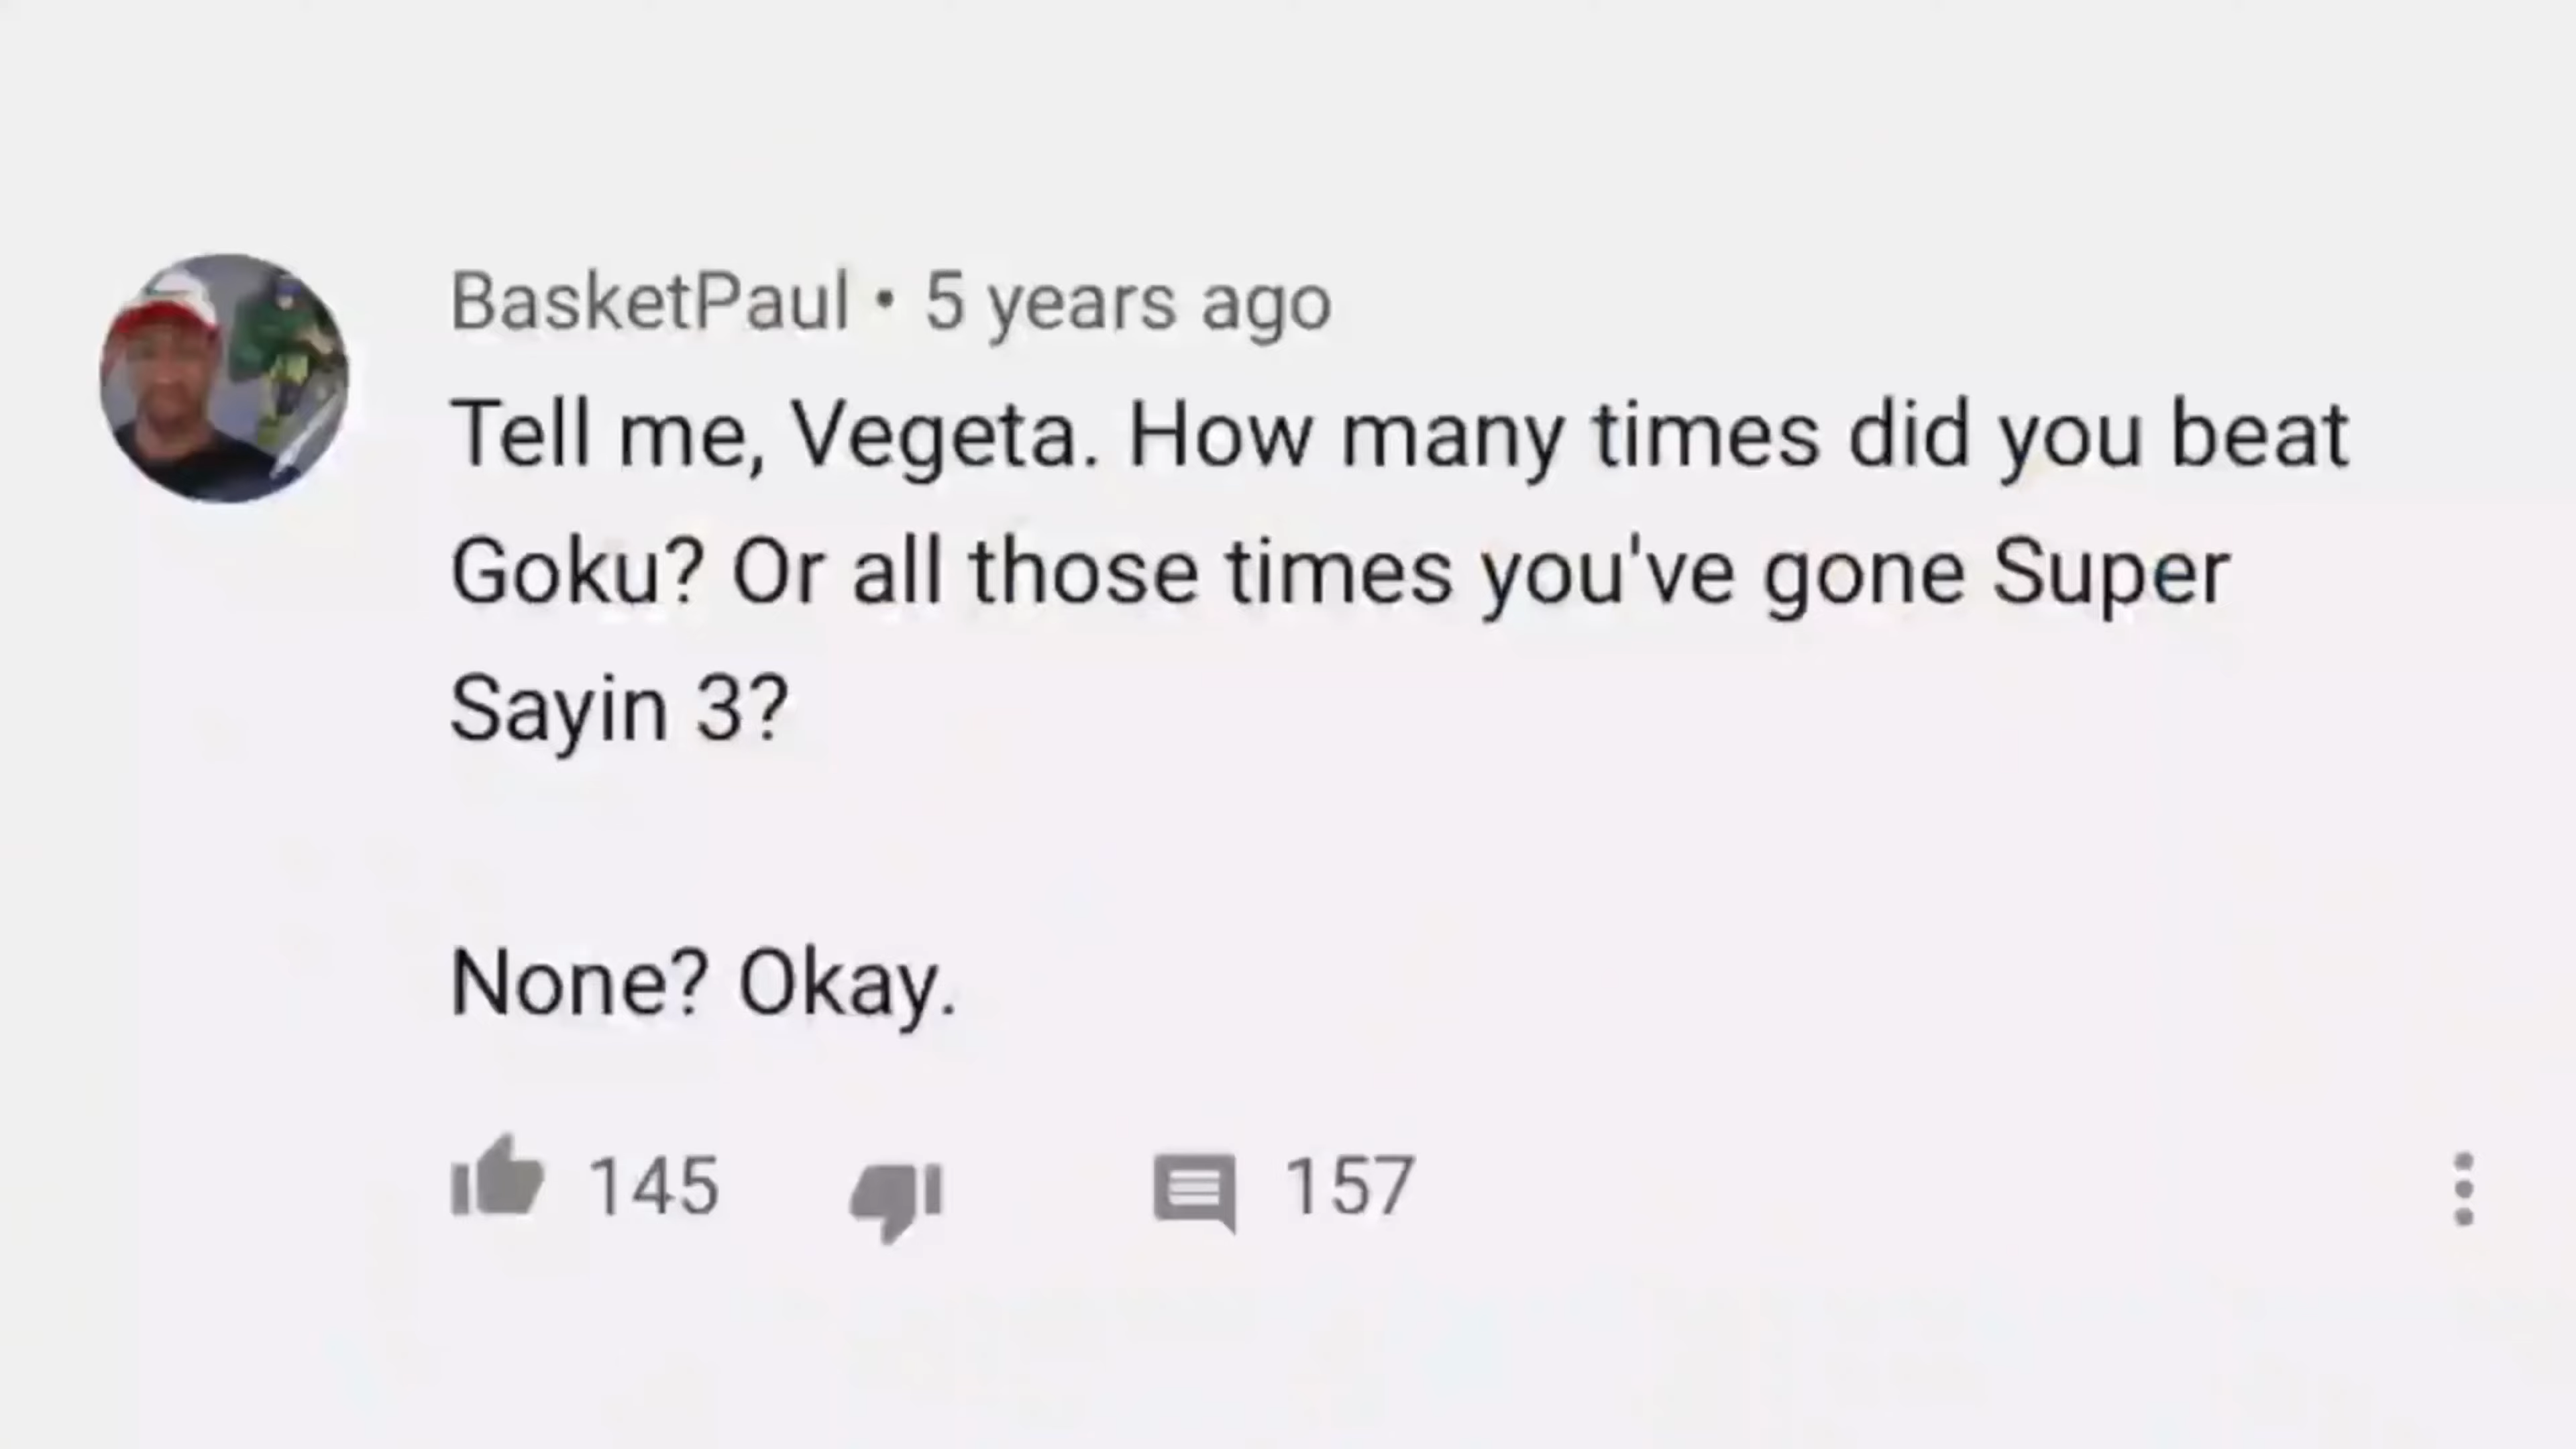 BasketPaul • 5 years ago
Tell me, Vegeta. How many times did you beat
Goku? Or all those times you've gone Super
Sayin 3?
None? Okay.
145 157